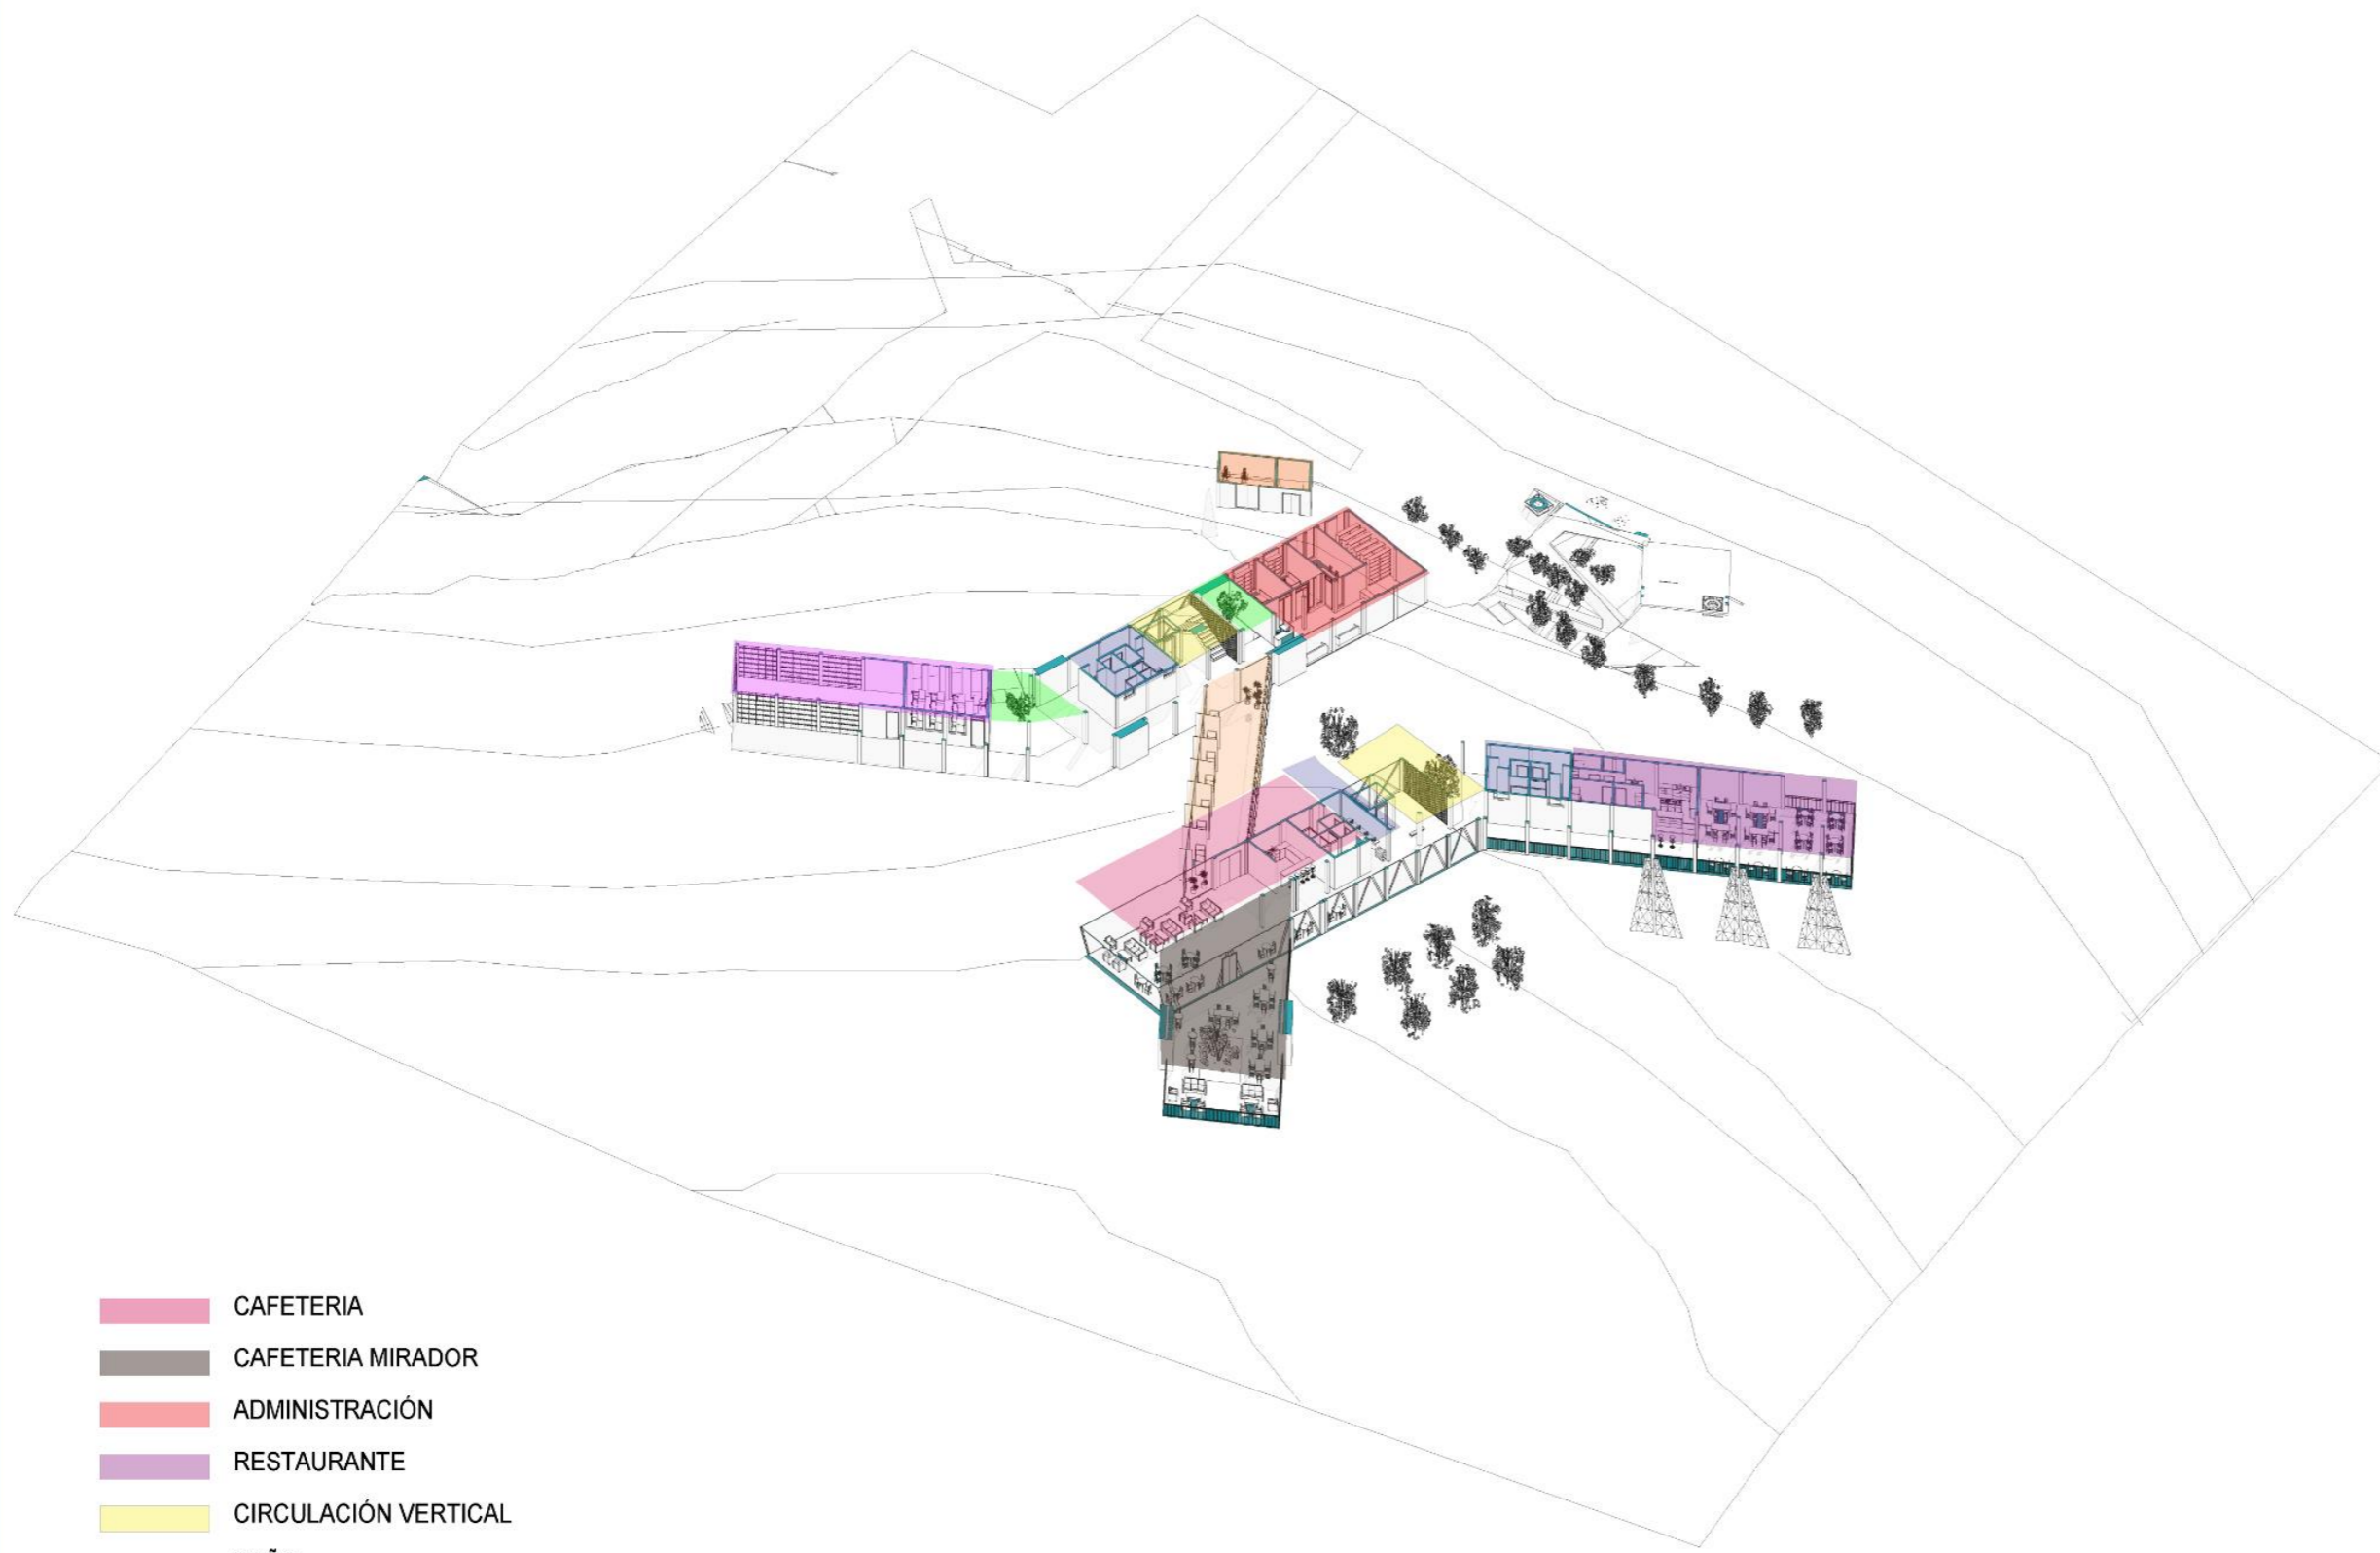 CAFETERIA
CAFETERIA MIRADOR
ADMINISTRACIÓN
RESTAURANTE
CIRCULACIÓN VERTICAL